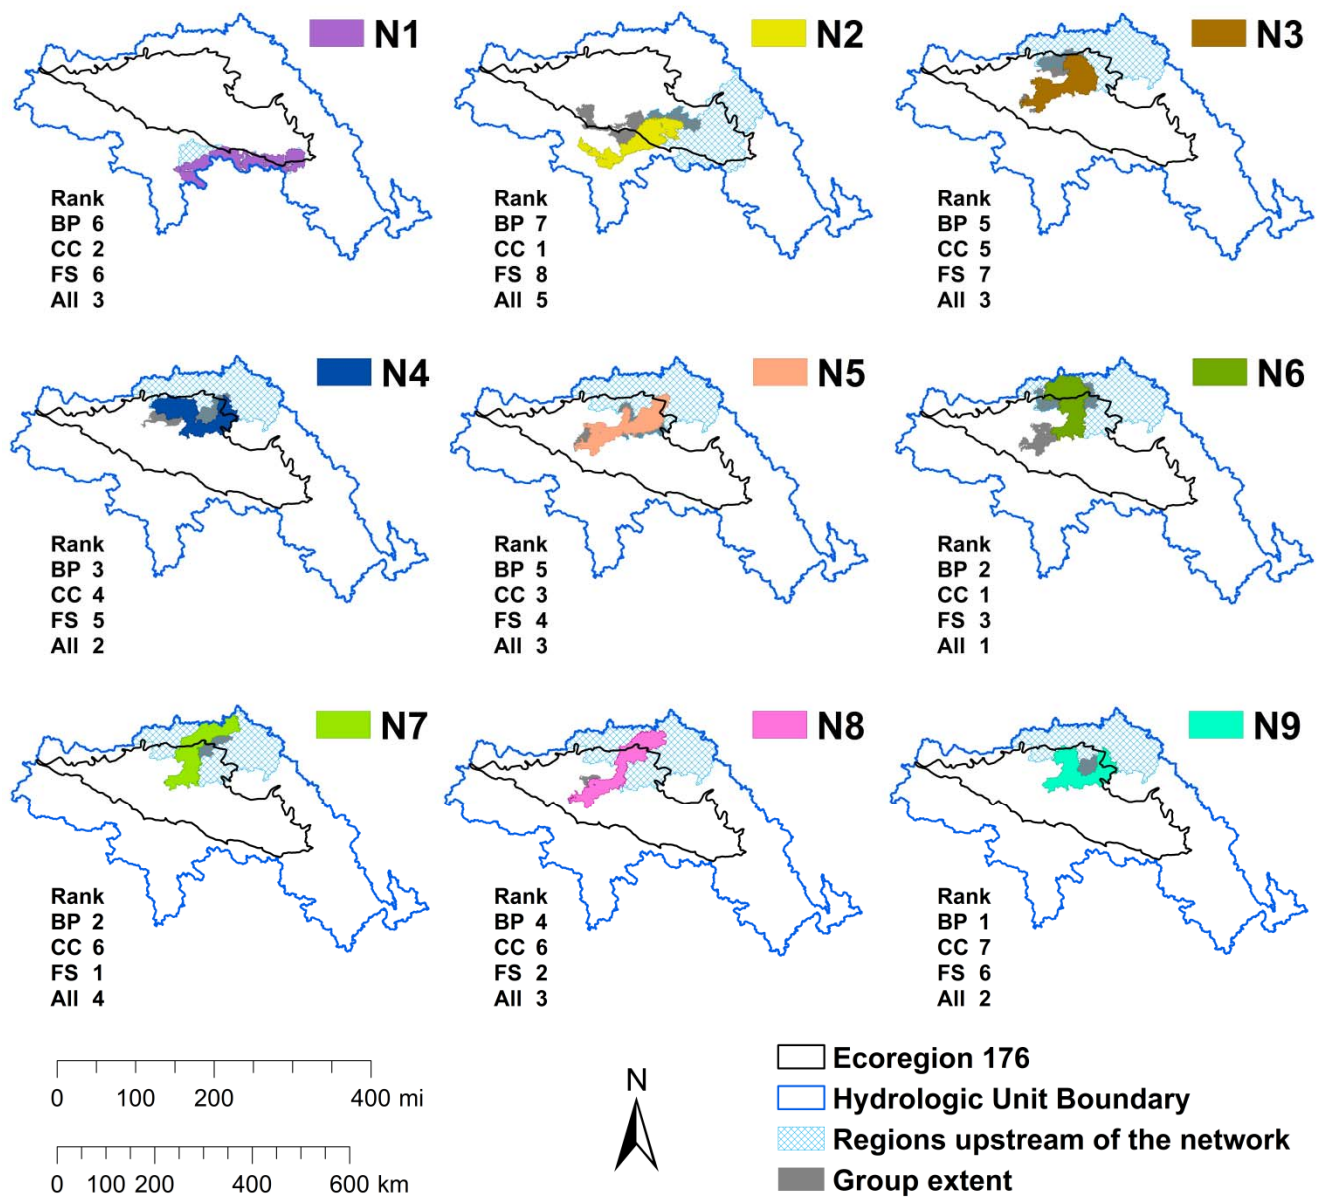 N1
Rank
BP 6
CC 2
FS 6
All 3
N2
Rank
BP 7
CC 1
FS 8
All 5
N3
Rank
BP 5
CC 5
FS 7
All 3
N4
Rank
BP 3
CC 4
FS 5
All 2
N5
Rank
BP 5
CC 3
FS 4
All 3
N6
Rank
BP 2
CC 1
FS 3
All 1
N7
Rank
BP 2
CC 6
FS 1
All 4
N8
Rank
BP 4
CC 6
FS 2
All 3
N9
Rank
BP 1
CC 7
FS 6
All 2
0 100 200 400 mi
0 100 200 400 600 km
N
Ecoregion 176
Hydrologic Unit Boundary
Regions upstream of the network
Group extent